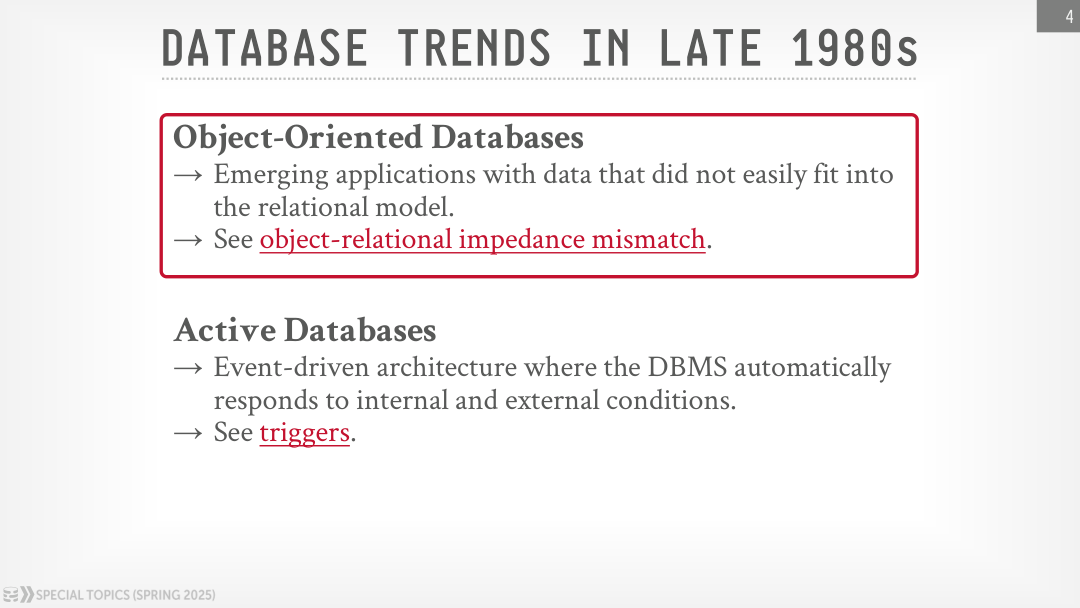 4
DATABASE TRENDS IN LATE 1980s
Object-Oriented Databases
→ Emerging applications with data that did not easily fit into
the relational model.
→ See object-relational impedance mismatch.
Active Databases
→ Event-driven architecture where the DBMS automatically
responds to internal and external conditions.
→ See triggers.
SPECIAL TOPICS (SPRING 2025)